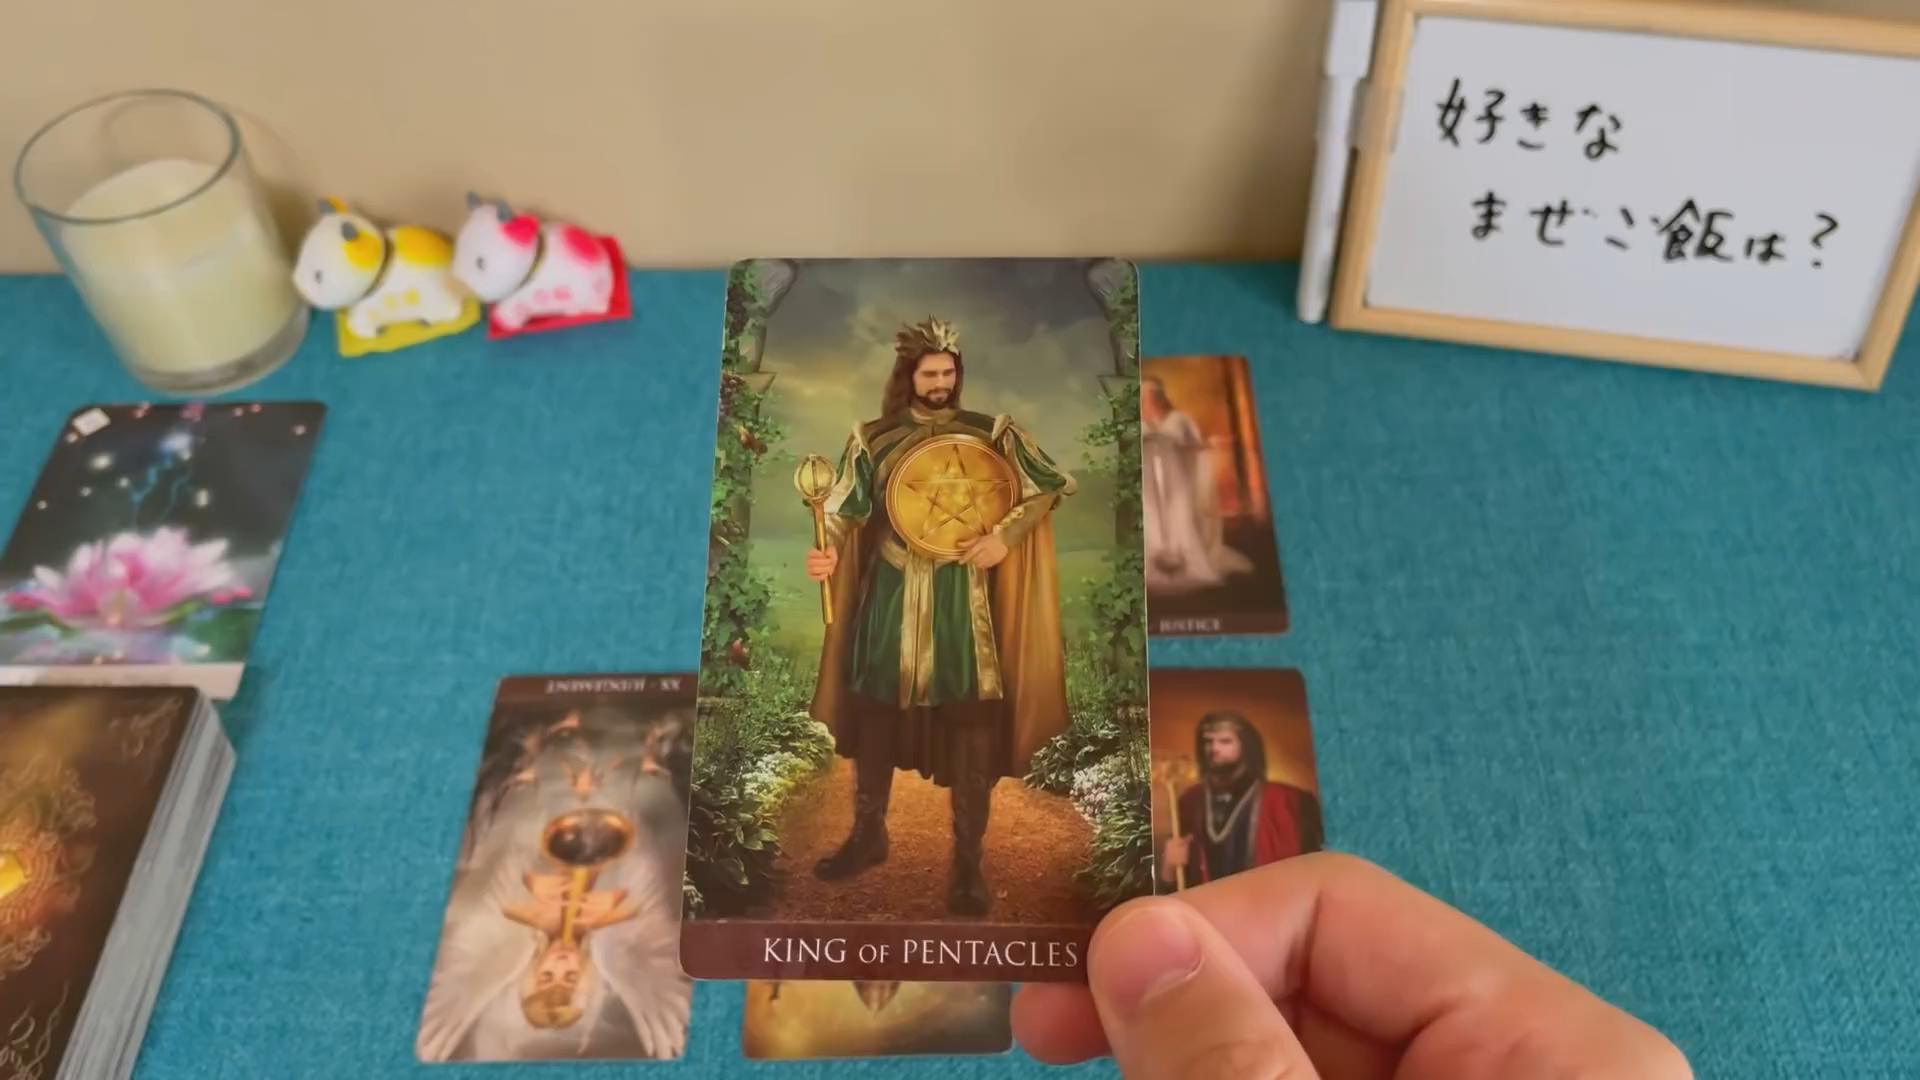 好きな
まぜご飯は？
JUSTICE
XX · JUDGEMENT
KING OF PENTACLES